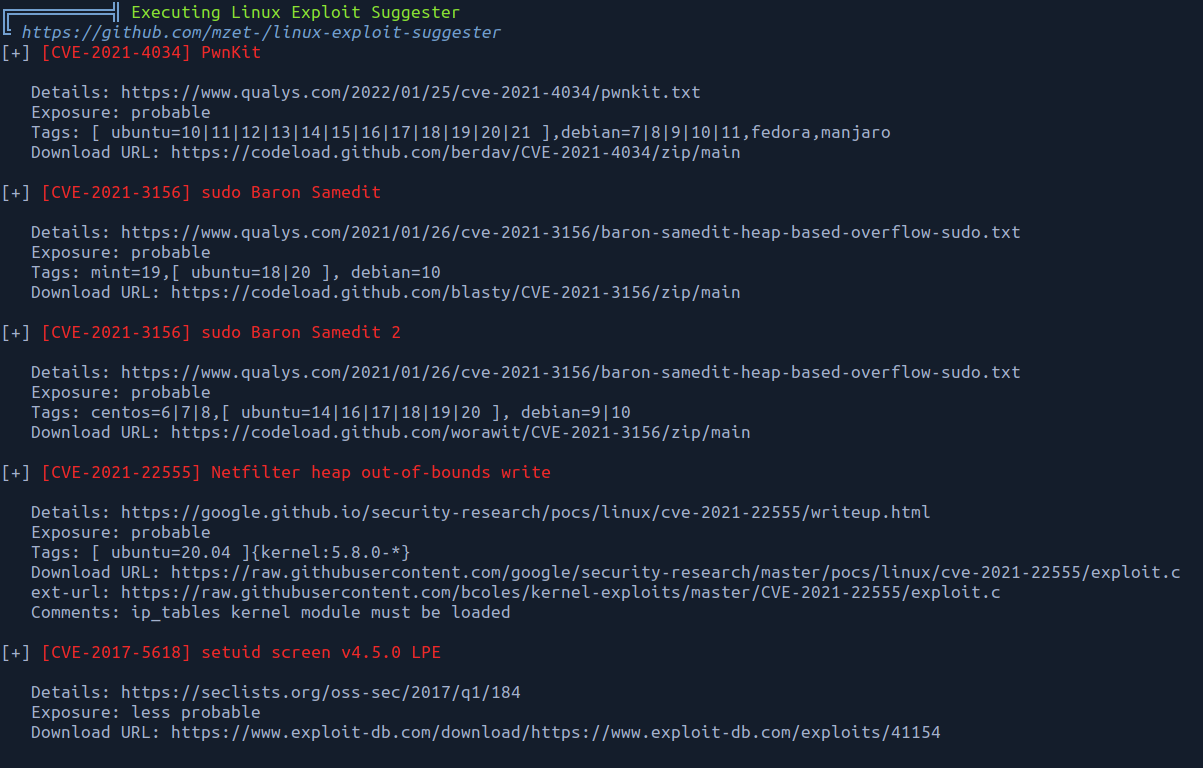 Executing Linux Exploit Suggester
https://github.com/mzet-/linux-exploit-suggester
[+] [CVE-2021-4034] PwnKit
Details: https://www.qualys.com/2022/01/25/cve-2021-4034/pwnkit.txt
Exposure: probable
Tags: [ ubuntu=10|11|12|13|14|15|16|17|18|19|20|21 ],debian=7|8|9|10|11,fedora,manjaro
Download URL: https://codeload.github.com/berdav/CVE-2021-4034/zip/main
[+] [CVE-2021-3156] sudo Baron Samedit
Details: https://www.qualys.com/2021/01/26/cve-2021-3156/baron-samedit-heap-based-overflow-sudo.txt
Exposure: probable
Tags: mint=19,[ ubuntu=18|20 ], debian=10
Download URL: https://codeload.github.com/blasty/CVE-2021-3156/zip/main
[+] [CVE-2021-3156] sudo Baron Samedit 2
Details: https://www.qualys.com/2021/01/26/cve-2021-3156/baron-samedit-heap-based-overflow-sudo.txt
Exposure: probable
Tags: centos=6|7|8,[ ubuntu=14|16|17|18|19|20 ], debian=9|10
Download URL: https://codeload.github.com/worawit/CVE-2021-3156/zip/main
[+] [CVE-2021-22555] Netfilter heap out-of-bounds write
Details: https://google.github.io/security-research/pocs/linux/cve-2021-22555/writeup.html
Exposure: probable
Tags: [ ubuntu=20.04 ]{kernel:5.8.0-*}
Download URL: https://raw.githubusercontent.com/google/security-research/master/pocs/linux/cve-2021-22555/exploit.c
ext-url: https://raw.githubusercontent.com/bcoles/kernel-exploits/master/CVE-2021-22555/exploit.c
Comments: ip_tables kernel module must be loaded
[+] [CVE-2017-5618] setuid screen v4.5.0 LPE
Details: https://seclists.org/oss-sec/2017/q1/184
Exposure: less probable
Download URL: https://www.exploit-db.com/download/https://www.exploit-db.com/exploits/41154